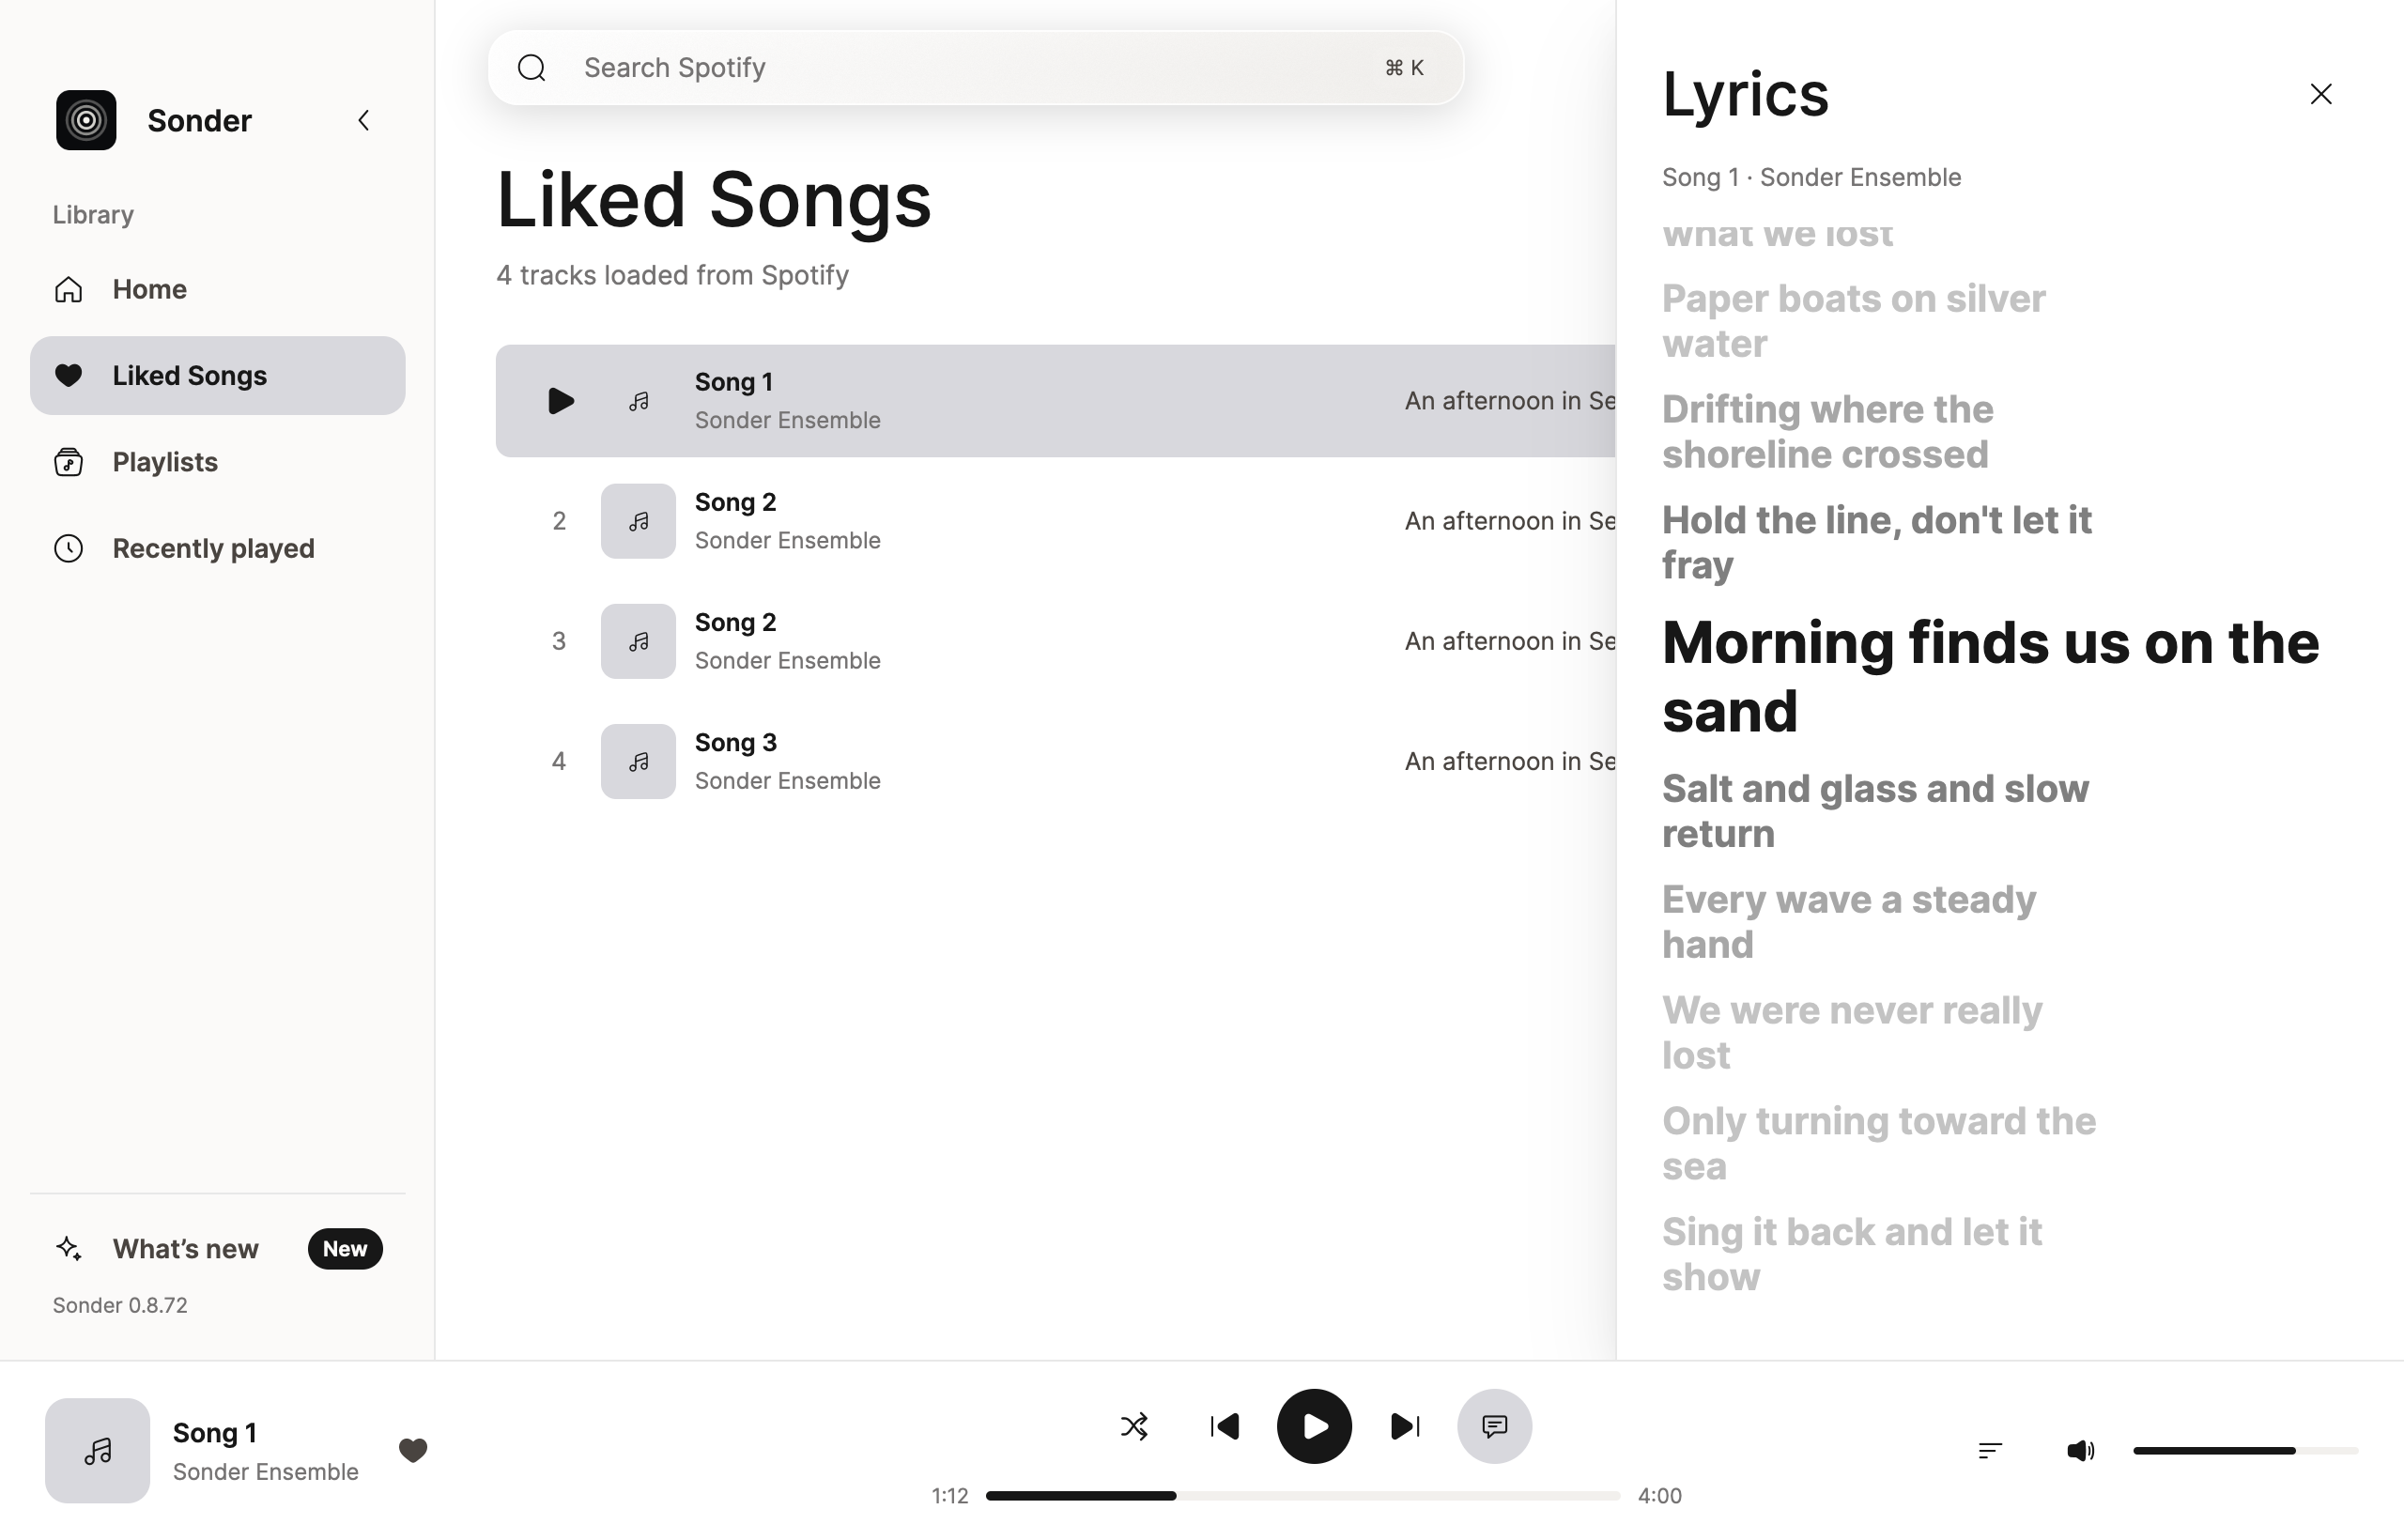 Sonder
Library
Home
Liked Songs
Playlists
Recently played
What’s new
New
Sonder 0.8.72
Search Spotify
⌘ K
Liked Songs
4 tracks loaded from Spotify
Song 1
Sonder Ensemble
An afternoon in Se
2
Song 2
Sonder Ensemble
An afternoon in Se
3
Song 2
Sonder Ensemble
An afternoon in Se
4
Song 3
Sonder Ensemble
An afternoon in Se
Lyrics
Song 1 · Sonder Ensemble
what we lost
Paper boats on silver
water
Drifting where the
shoreline crossed
Hold the line, don't let it
fray
Morning finds us on the
sand
Salt and glass and slow
return
Every wave a steady
hand
We were never really
lost
Only turning toward the
sea
Sing it back and let it
show
Song 1
Sonder Ensemble
1:12
4:00